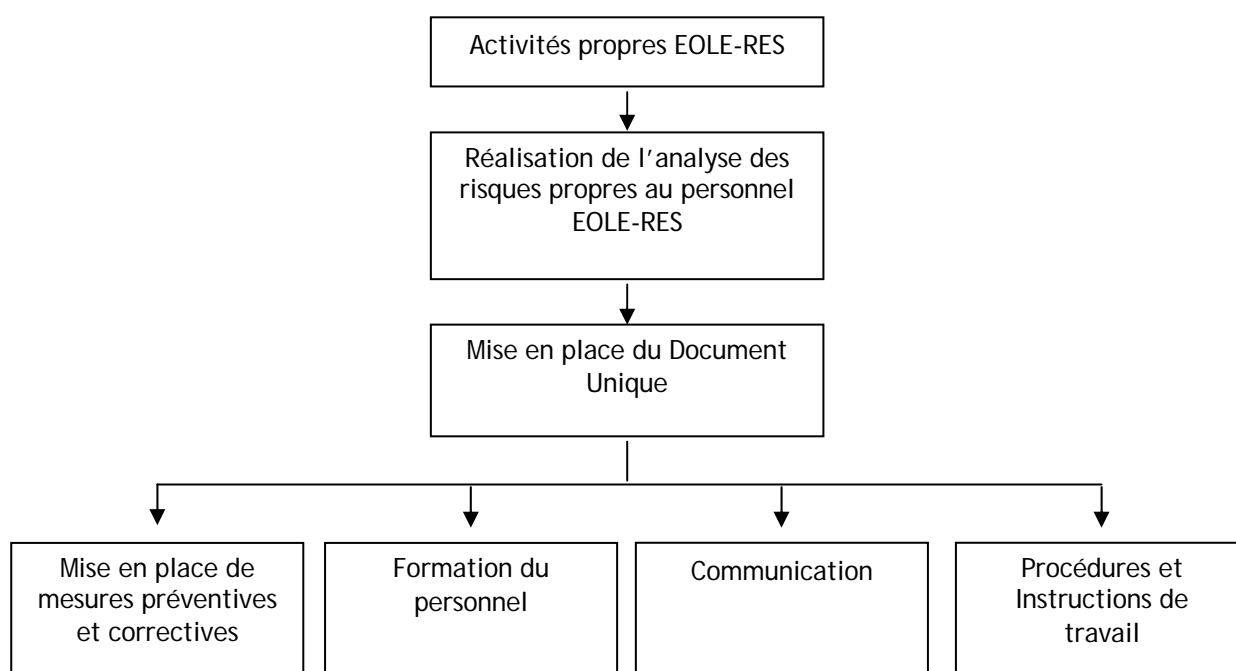 Activités propres EOLE-RES
Réalisation de l’analyse des
risques propres au personnel
EOLE-RES
Mise en place du Document
Unique
Mise en place de
mesures préventives
et correctives
Formation du
personnel
Communication
Procédures et
Instructions de
travail